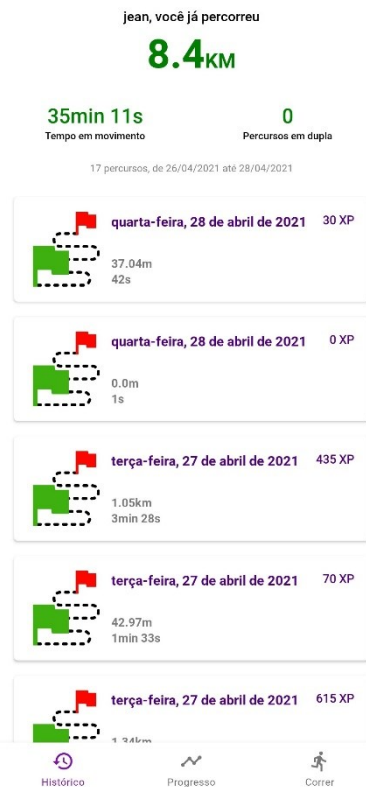 jean, você já percorreu
8.4KM
35min 11s
Tempo em movimento
0
Percursos em dupla
17 percursos, de 26/04/2021 até 28/04/2021
quarta-feira, 28 de abril de 2021 30 XP
37.04m
42s
quarta-feira, 28 de abril de 2021 0 XP
0.0m
1s
terça-feira, 27 de abril de 2021 435 XP
1.05km
3min 28s
terça-feira, 27 de abril de 2021 70 XP
42.97m
1min 33s
terça-feira, 27 de abril de 2021 615 XP
1.34km
Histórico Progresso Correr